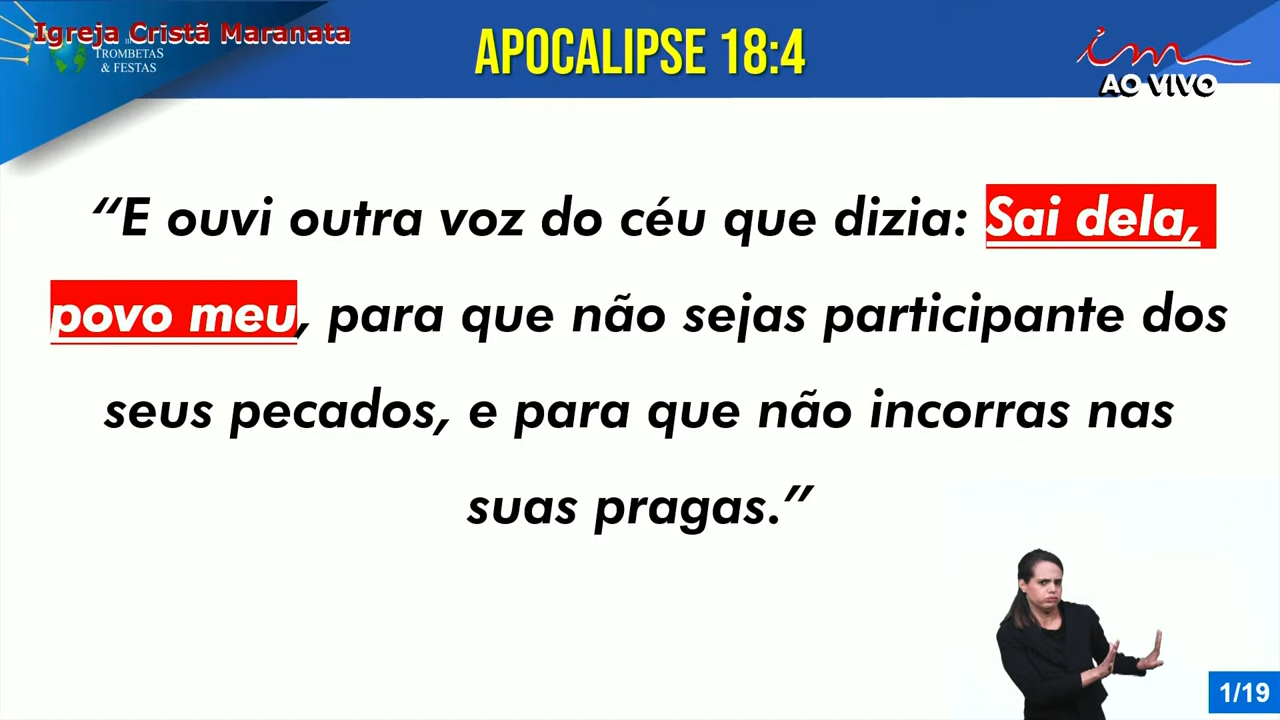 Igreja Cristã Maranata
TROMBETAS
& FESTAS
APOCALIPSE 18:4
im
AO VIVO
“E ouvi outra voz do céu que dizia: Sai dela,
povo meu, para que não sejas participante dos
seus pecados, e para que não incorras nas
suas pragas.”
1/19